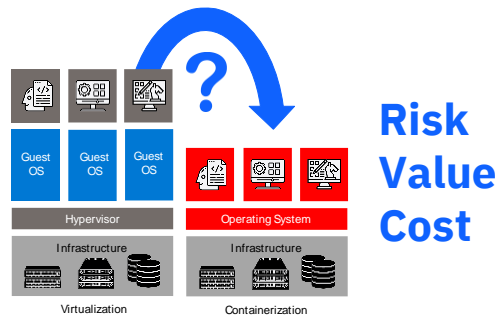 ?
Guest
OS
Guest
OS
Guest
OS
Hypervisor
Infrastructure
Virtualization
Operating System
Infrastructure
Containerization
Risk
Value
Cost